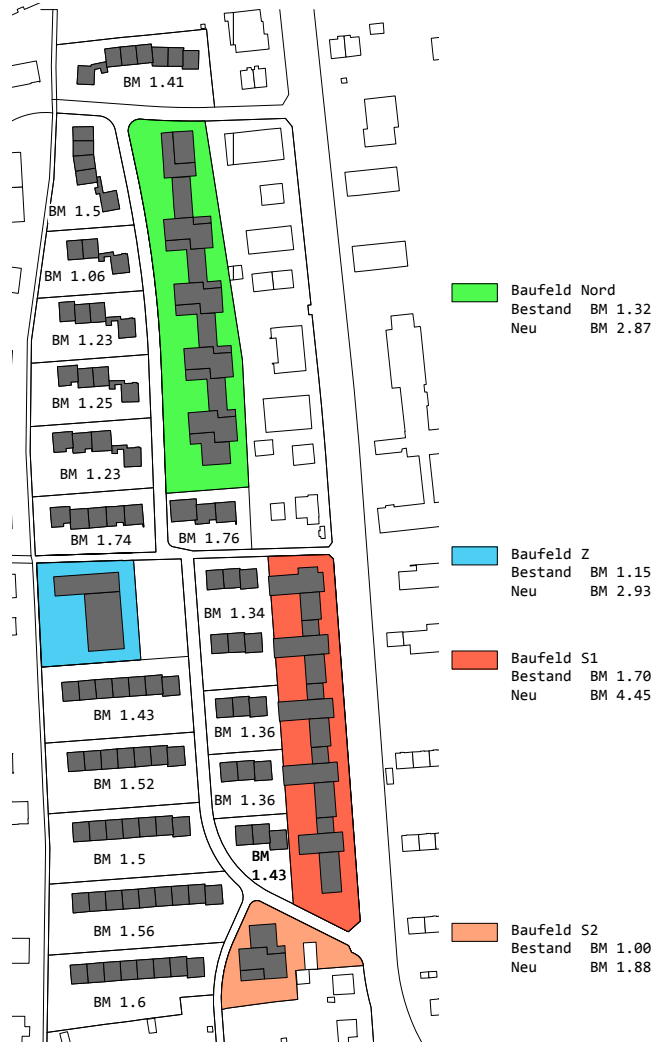 BM 1.41
BM 1.5
BM 1.06
BM 1.23
BM 1.25
BM 1.23
BM 1.74
BM 1.76
BM 1.34
BM 1.43
BM 1.36
BM 1.52
BM 1.36
BM 1.5
BM
1.43
BM 1.56
BM 1.6
Baufeld Nord
Bestand BM 1.32
Neu BM 2.87
Baufeld Z
Bestand BM 1.15
Neu BM 2.93
Baufeld S1
Bestand BM 1.70
Neu BM 4.45
Baufeld S2
Bestand BM 1.00
Neu BM 1.88